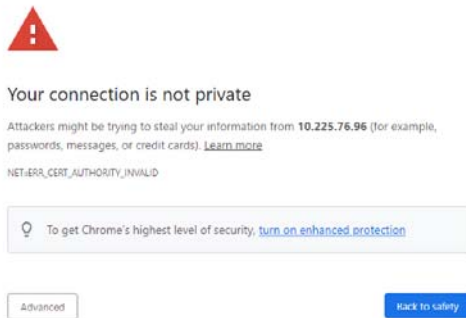 Your connection is not private
Attackers might be trying to steal your information from 10.225.76.96 (for example,
passwords, messages, or credit cards). Learn more
NET::ERR_CERT_AUTHORITY_INVALID
To get Chrome's highest level of security, turn on enhanced protection
Advanced
Back to safety